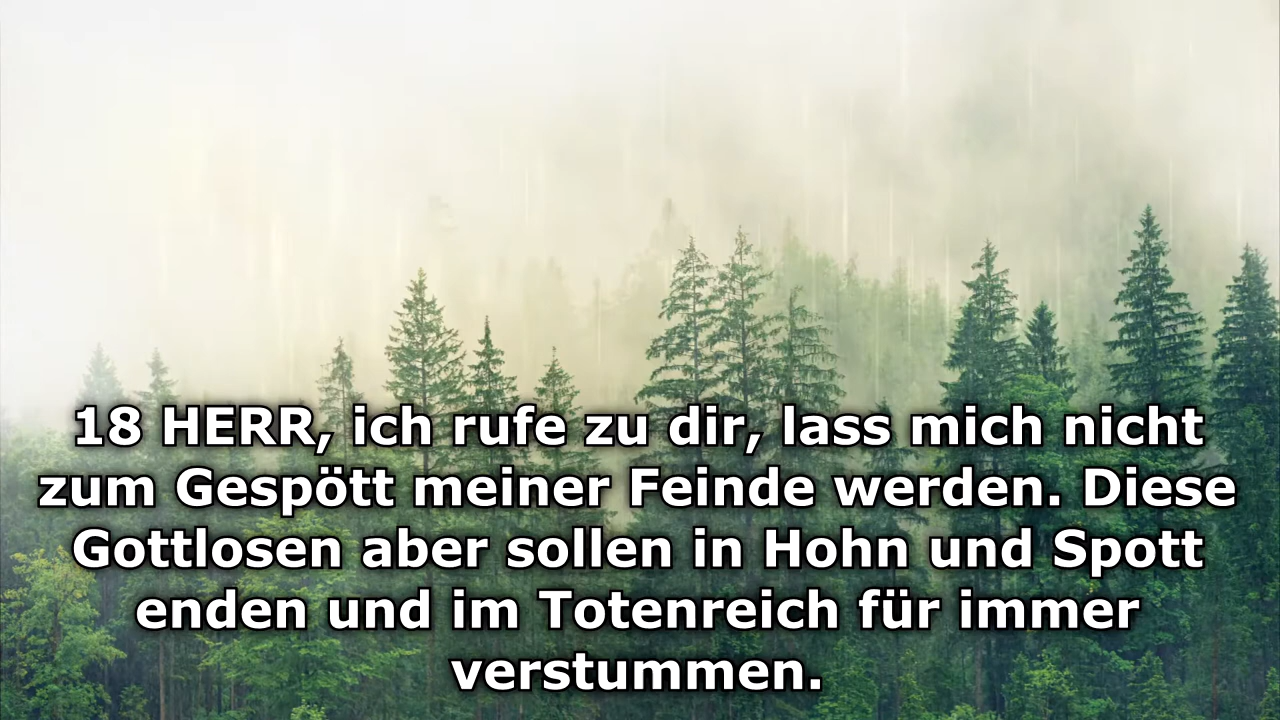 18 HERR, ich rufe zu dir, lass mich nicht
zum Gespött meiner Feinde werden. Diese
Gottlosen aber sollen in Hohn und Spott
enden und im Totenreich für immer
verstummen.